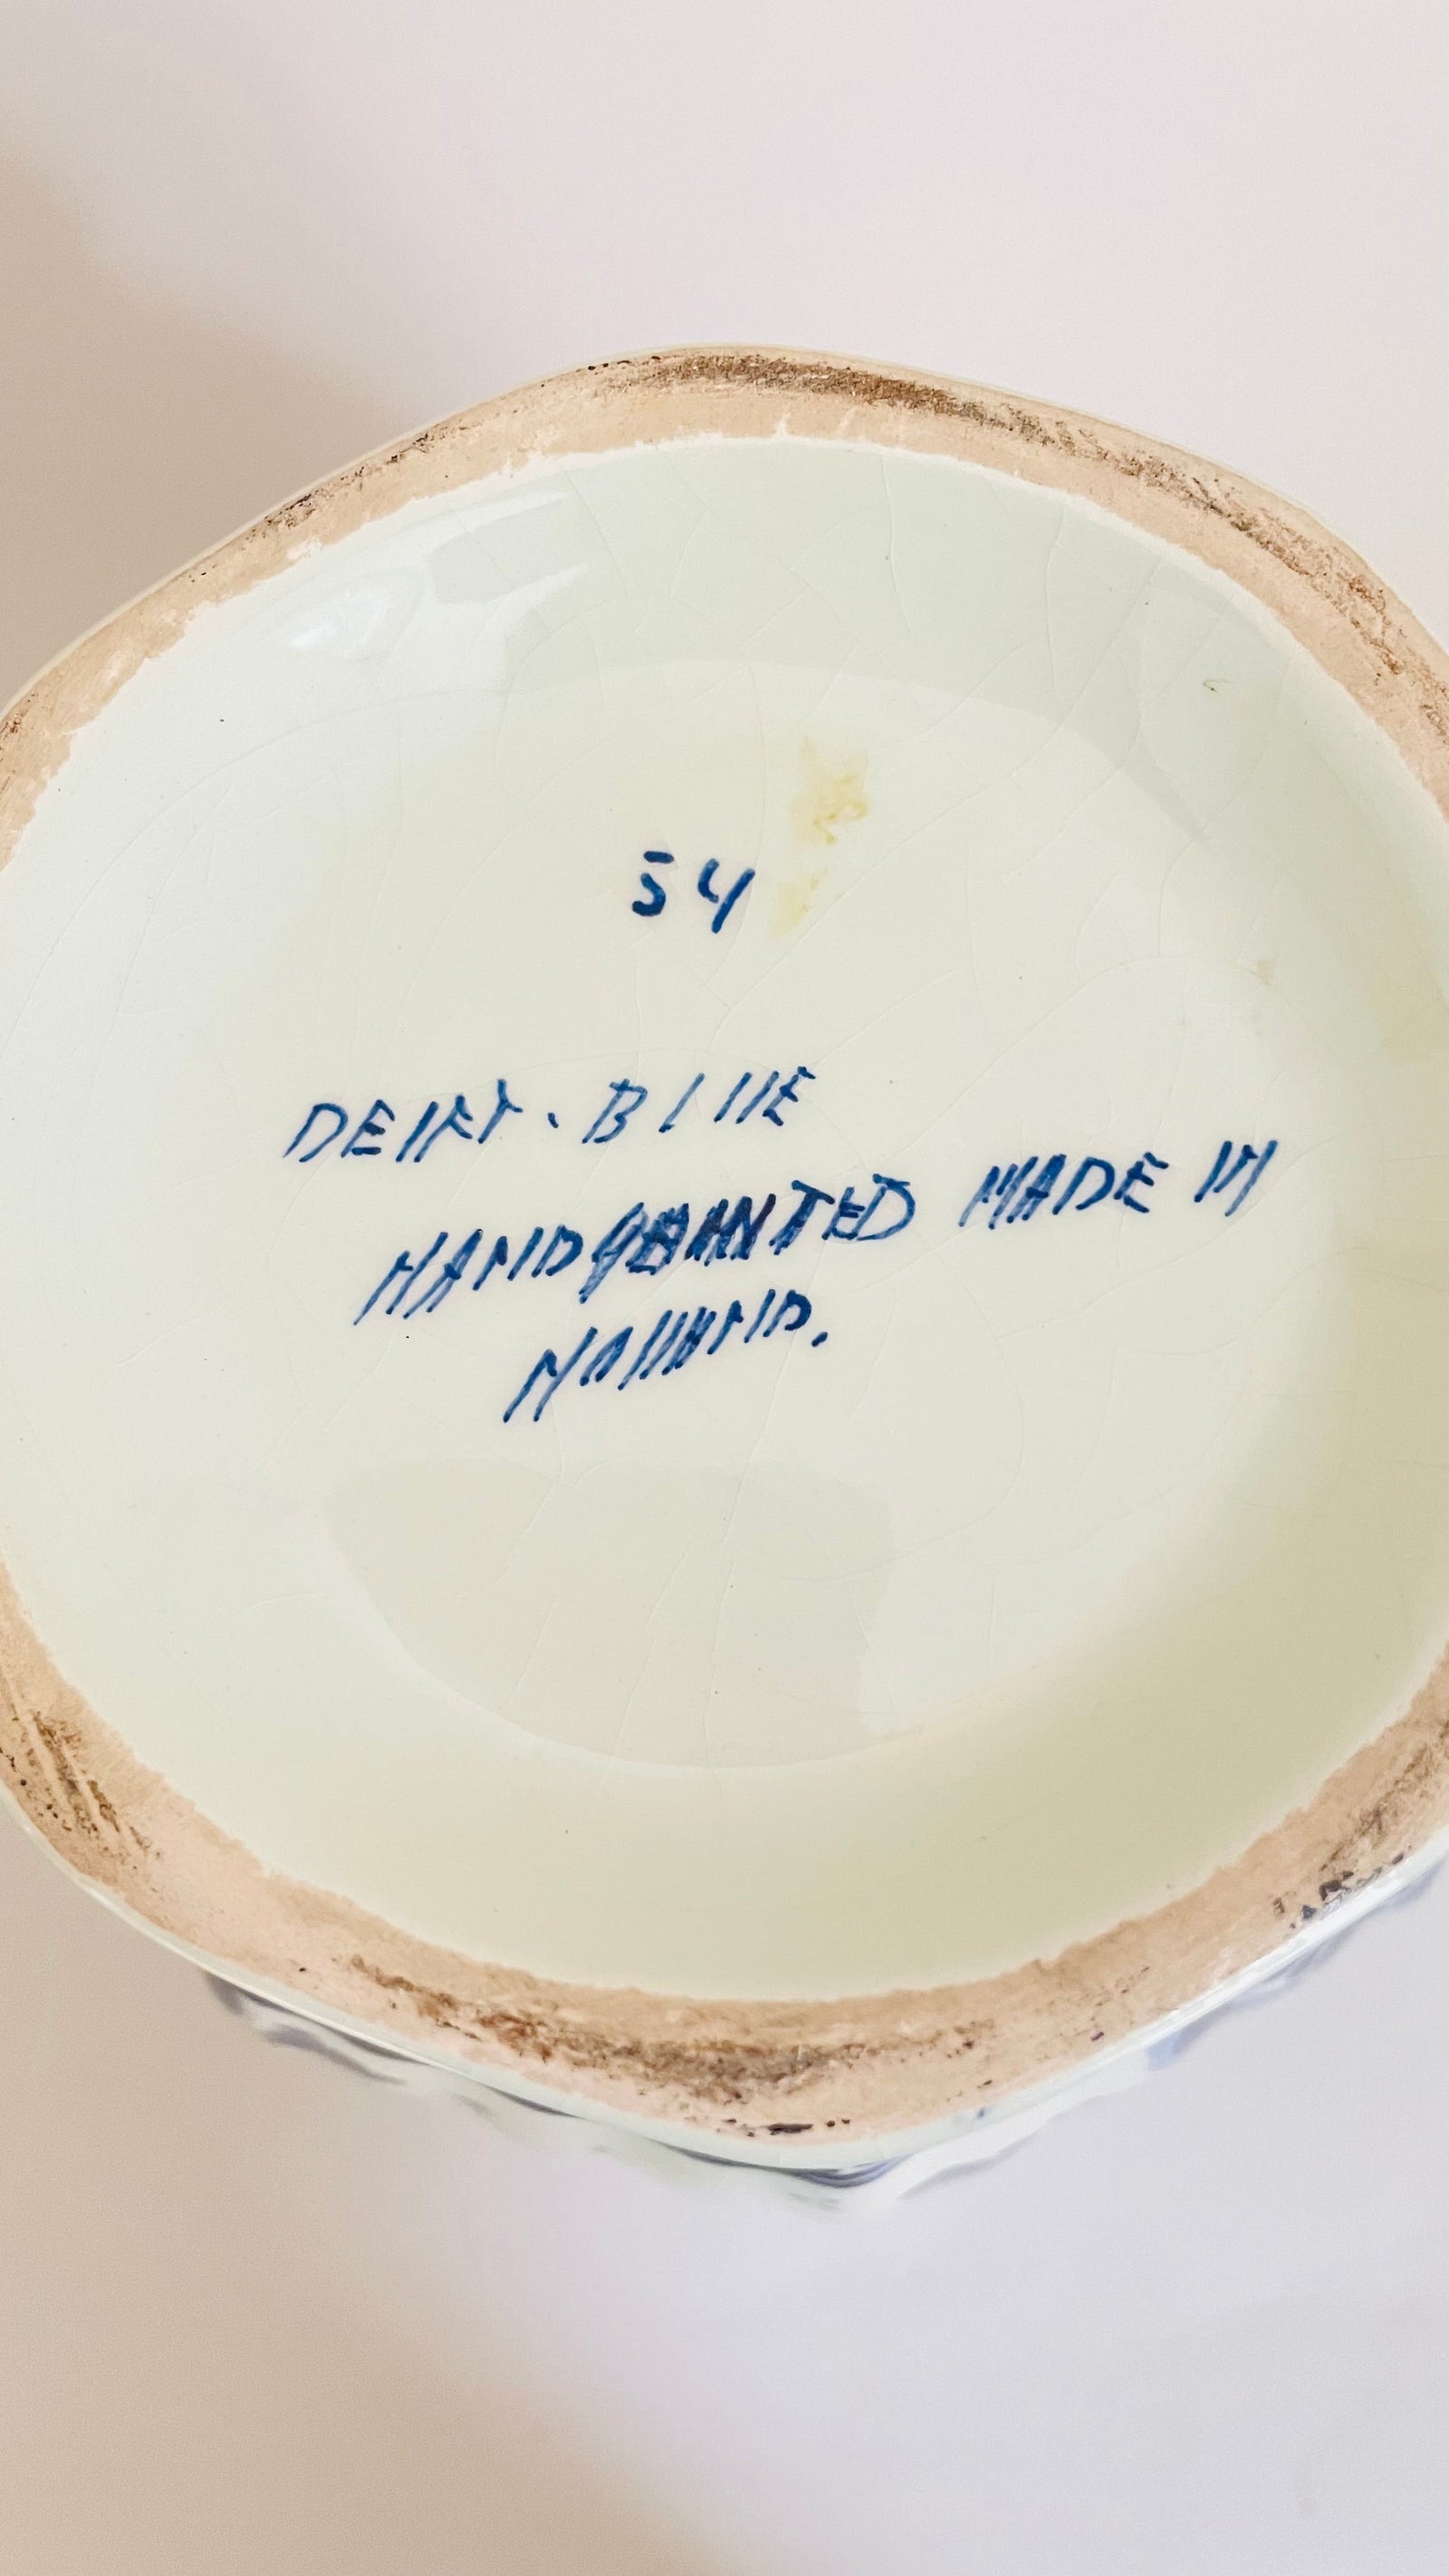 54
DELFT. BLUE
HANDPAINTED MADE IN
HOLLAND.